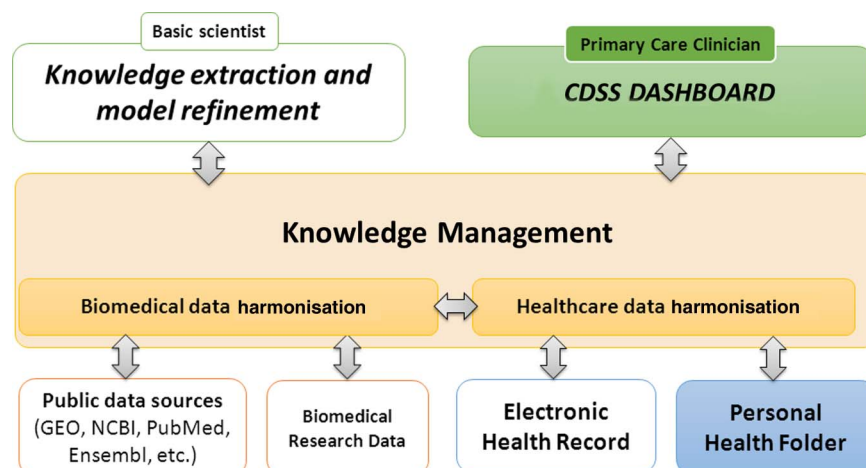 Basic scientist
Knowledge extraction and
model refinement
Primary Care Clinician
CDSS DASHBOARD
Knowledge Management
Biomedical data harmonisation
Healthcare data harmonisation
Public data sources
(GEO, NCBI, PubMed,
Ensembl, etc.)
Biomedical
Research Data
Electronic
Health Record
Personal
Health Folder